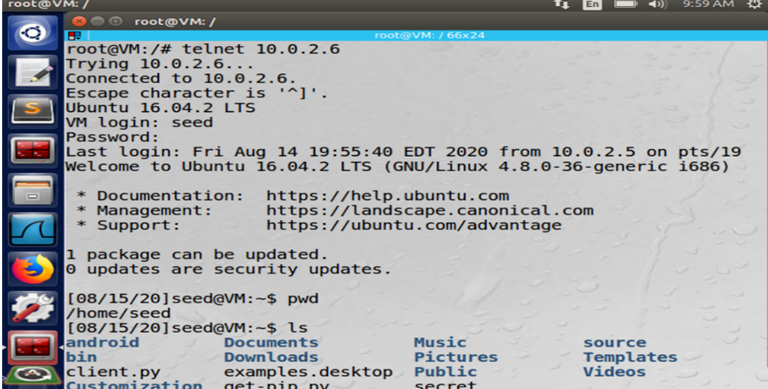 root@VM: /
En
9:59 AM
root@VM: /
root@VM: / 66x24
root@VM:/# telnet 10.0.2.6
Trying 10.0.2.6...
Connected to 10.0.2.6.
Escape character is '^]'.
Ubuntu 16.04.2 LTS
VM login: seed
Password:
Last login: Fri Aug 14 19:55:40 EDT 2020 from 10.0.2.5 on pts/19
Welcome to Ubuntu 16.04.2 LTS (GNU/Linux 4.8.0-36-generic i686)
* Documentation: https://help.ubuntu.com
* Management: https://landscape.canonical.com
* Support: https://ubuntu.com/advantage
1 package can be updated.
0 updates are security updates.
[08/15/20]seed@VM:~$ pwd
/home/seed
[08/15/20]seed@VM:~$ ls
android Documents Music source
bin Downloads Pictures Templates
client.py examples.desktop Public Videos
Customization get-pip.py secret